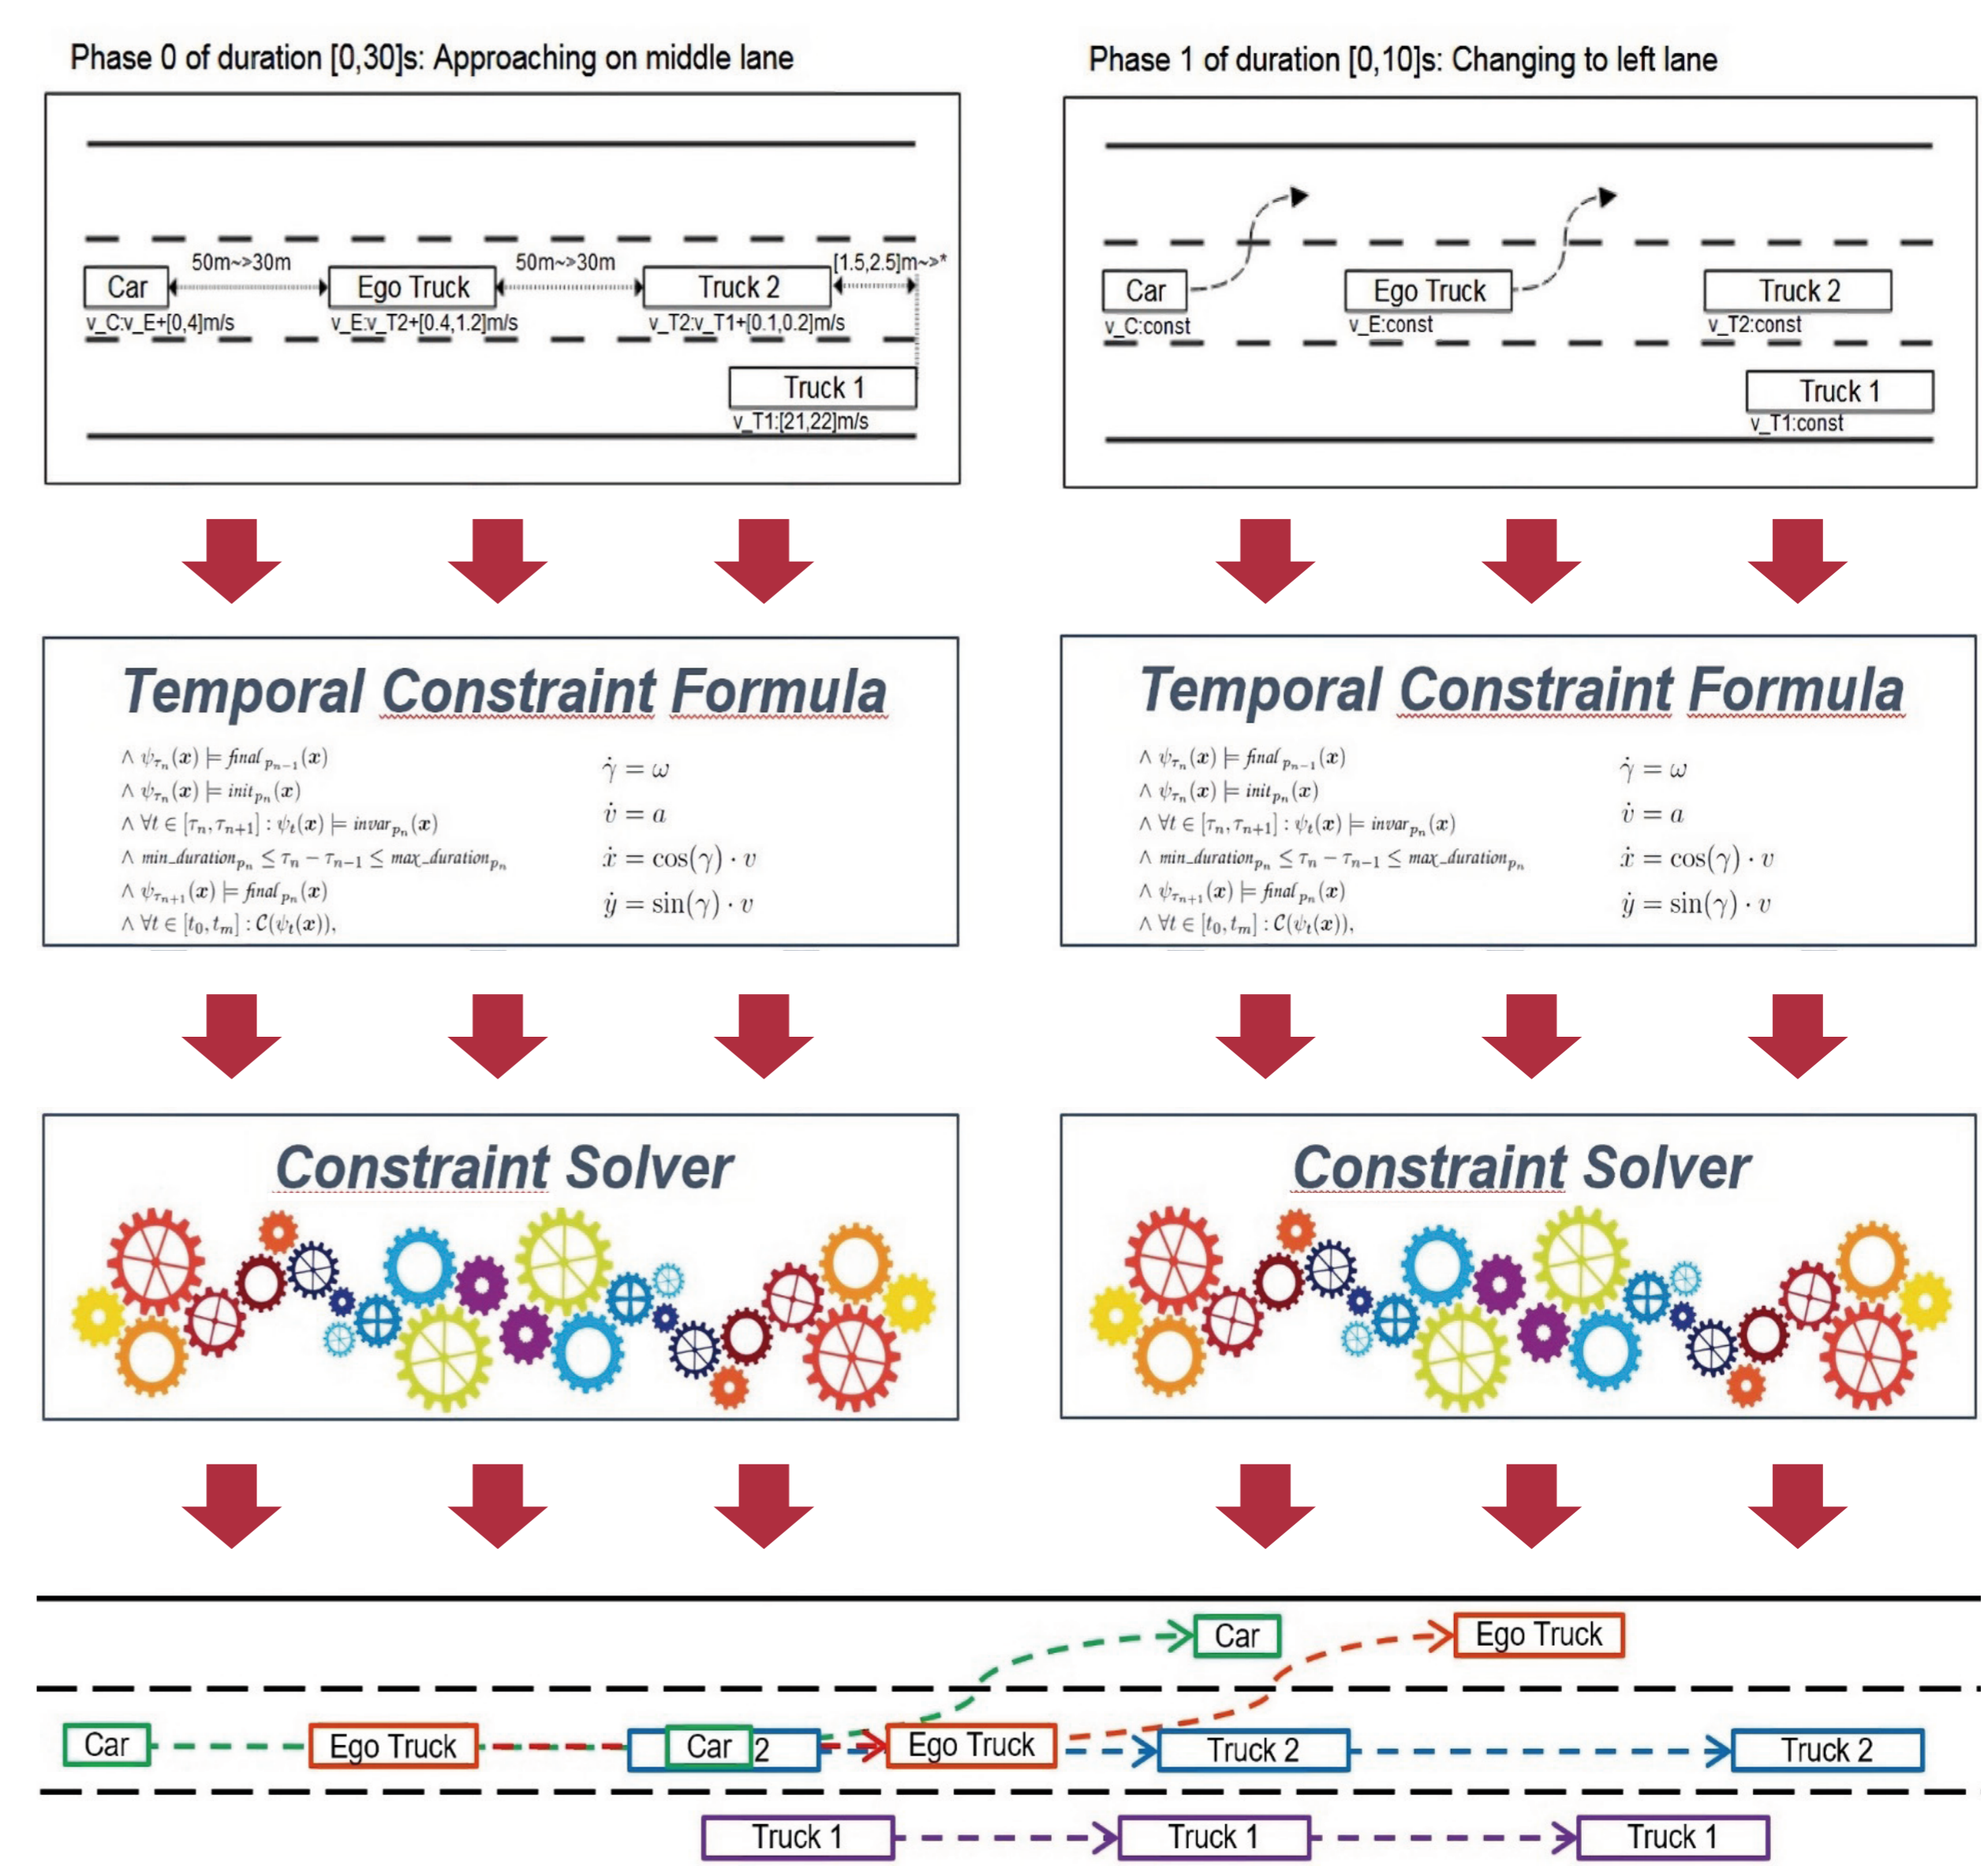 Phase 0 of duration [0,30]s: Approaching on middle lane
50m~>30m
50m~>30m
[1.5,2.5]m~>*
Car
Ego Truck
Truck 2
v_C:v_E+[0,4]m/s
v_E:v_T2+[0.4,1.2]m/s
v_T2:v_T1+[0.1,0.2]m/s
Truck 1
v_T1:[21,22]m/s
Phase 1 of duration [0,10]s: Changing to left lane
Car
Ego Truck
Truck 2
v_C:const
v_E:const
v_T2:const
Truck 1
v_T1:const
Temporal Constraint Formula
∧ ψ_{τ_n}(x) ⊨ final_{p_{n−1}}(x)
∧ ψ_{τ_n}(x) ⊨ init_{p_n}(x)
∧ ∀t ∈ [τ_n, τ_{n+1}] : ψ_t(x) ⊨ invar_{p_n}(x)
∧ min_duration_{p_n} ≤ τ_n − τ_{n−1} ≤ max_duration_{p_n}
∧ ψ_{τ_{n+1}}(x) ⊨ final_{p_n}(x)
∧ ∀t ∈ [t_0, t_m] : C(ψ_t(x)),
γ̇ = ω
v̇ = a
ẋ = cos(γ) · v
ẏ = sin(γ) · v
Temporal Constraint Formula
∧ ψ_{τ_n}(x) ⊨ final_{p_{n−1}}(x)
∧ ψ_{τ_n}(x) ⊨ init_{p_n}(x)
∧ ∀t ∈ [τ_n, τ_{n+1}] : ψ_t(x) ⊨ invar_{p_n}(x)
∧ min_duration_{p_n} ≤ τ_n − τ_{n−1} ≤ max_duration_{p_n}
∧ ψ_{τ_{n+1}}(x) ⊨ final_{p_n}(x)
∧ ∀t ∈ [t_0, t_m] : C(ψ_t(x)),
γ̇ = ω
v̇ = a
ẋ = cos(γ) · v
ẏ = sin(γ) · v
Constraint Solver
Constraint Solver
Car
Ego Truck
Car
Ego Truck
Car
2
Ego Truck
Truck 2
Truck 2
Truck 1
Truck 1
Truck 1